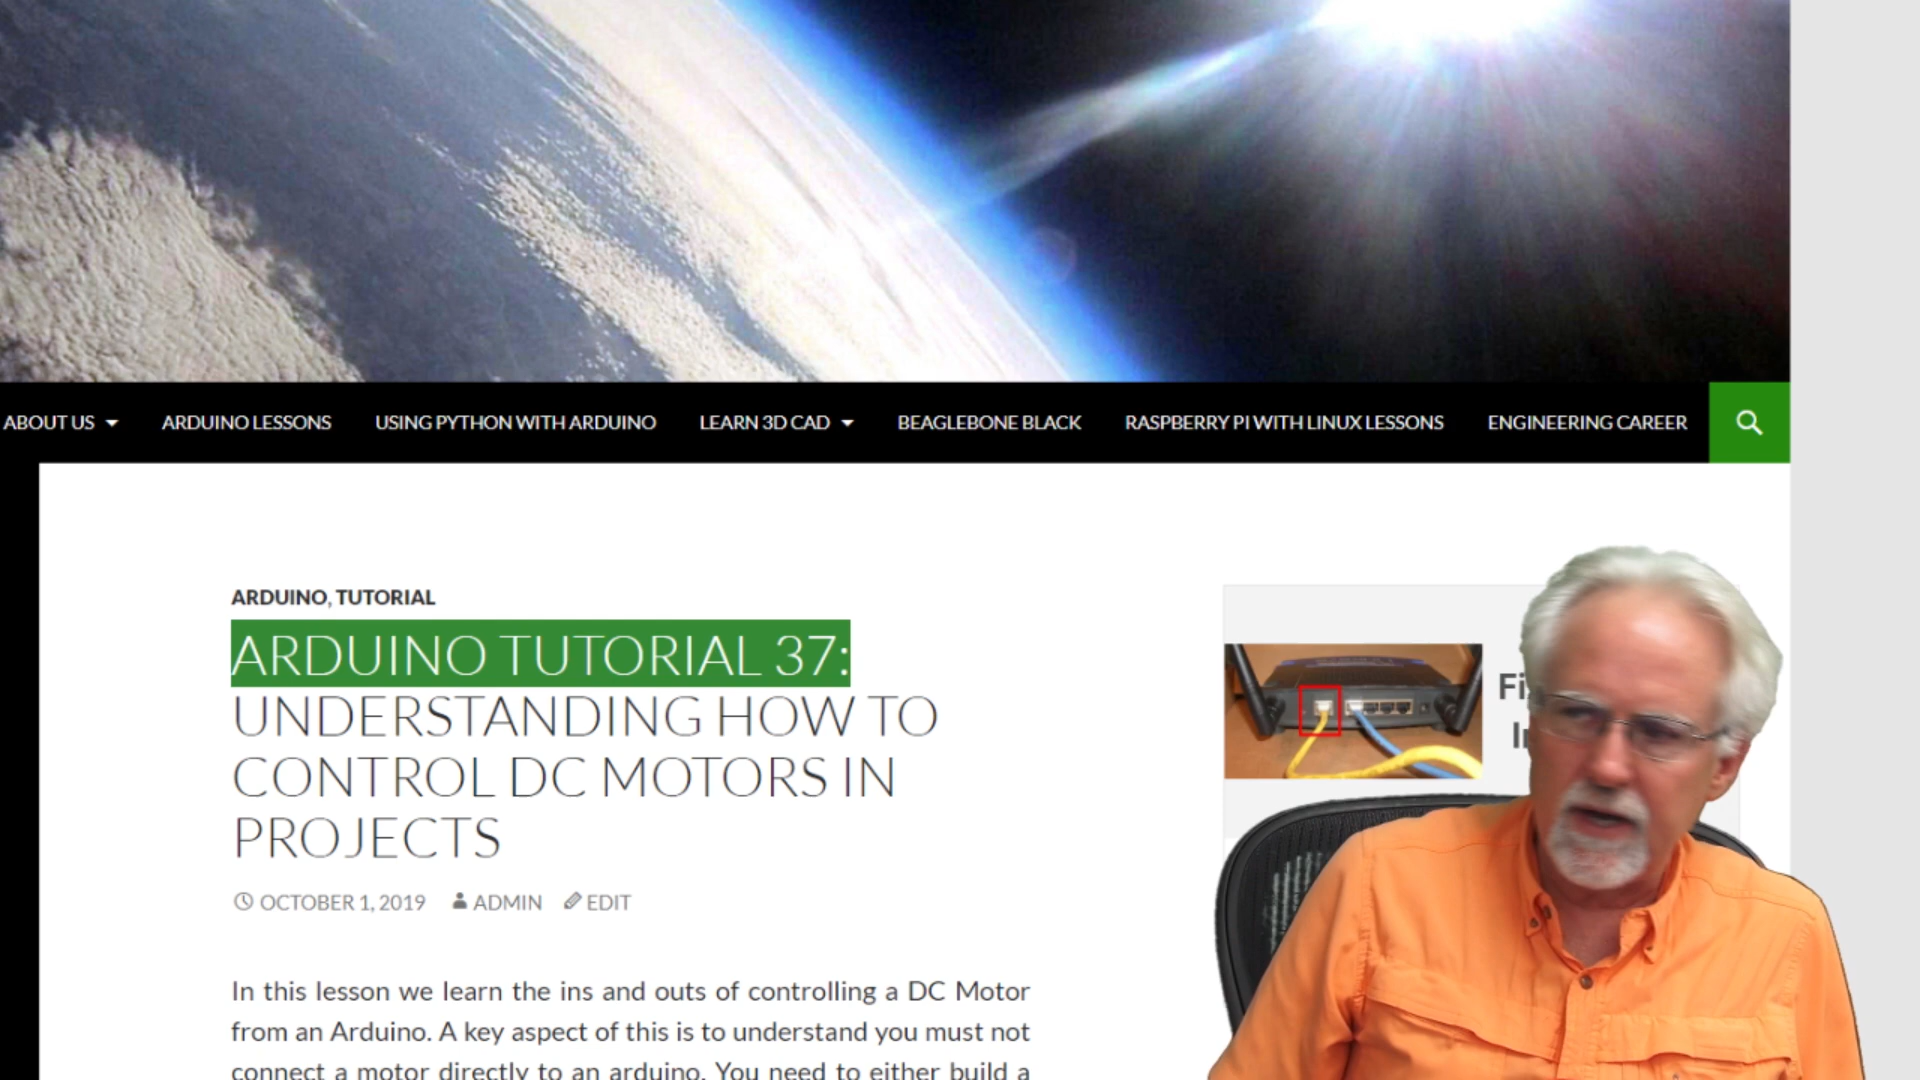 ABOUT US ARDUINO LESSONS USING PYTHON WITH ARDUINO LEARN 3D CAD BEAGLEBONE BLACK RASPBERRY PI WITH LINUX LESSONS ENGINEERING CAREER
ARDUINO, TUTORIAL
ARDUINO TUTORIAL 37:
UNDERSTANDING HOW TO
CONTROL DC MOTORS IN
PROJECTS
OCTOBER 1, 2019 ADMIN EDIT
In this lesson we learn the ins and outs of controlling a DC Motor
from an Arduino. A key aspect of this is to understand you must not
connect a motor directly to an arduino. You need to either build a